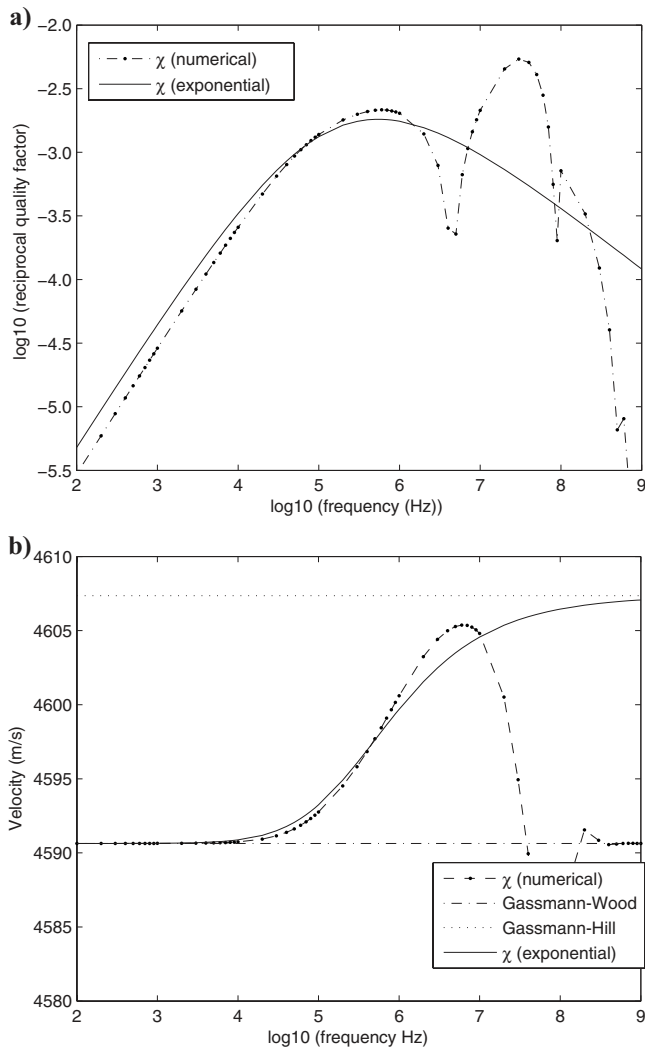 a)
−2.0
−2.5
−3.0
−3.5
−4.0
−4.5
−5.0
−5.5
log10 (reciprocal quality factor)
χ (numerical)
χ (exponential)
2 3 4 5 6 7 8 9
log10 (frequency (Hz))
b)
4610
4605
4600
4595
4590
4585
4580
Velocity (m/s)
χ (numerical)
Gassmann-Wood
Gassmann-Hill
χ (exponential)
2 3 4 5 6 7 8 9
log10 (frequency Hz)